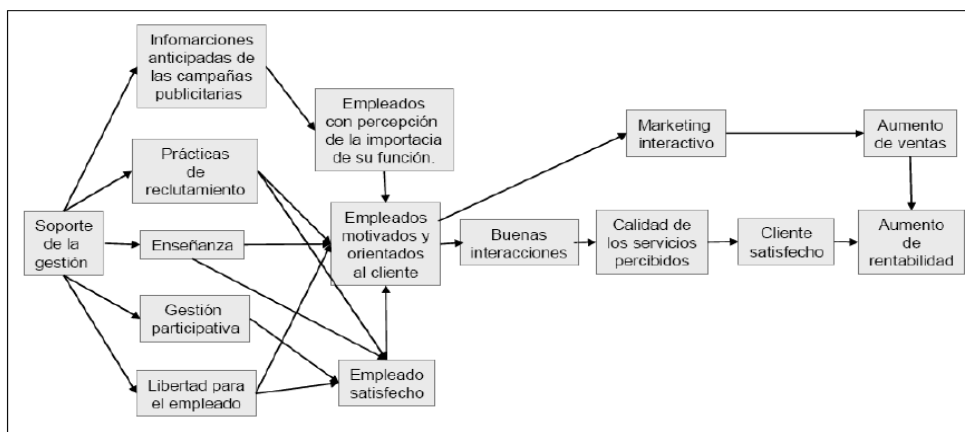 Infomarciones
anticipadas de
las campañas
publicitarias
Empleados
con percepción
de la importacia
de su función.
Marketing
interactivo
Aumento
de ventas
Prácticas
de
reclutamiento
Soporte
de la
gestión
Enseñanza
Empleados
motivados y
orientados
al cliente
Buenas
interacciones
Calidad de
los servicios
percibidos
Cliente
satisfecho
Aumento
de
rentabilidad
Gestión
participativa
Libertad para
el empleado
Empleado
satisfecho